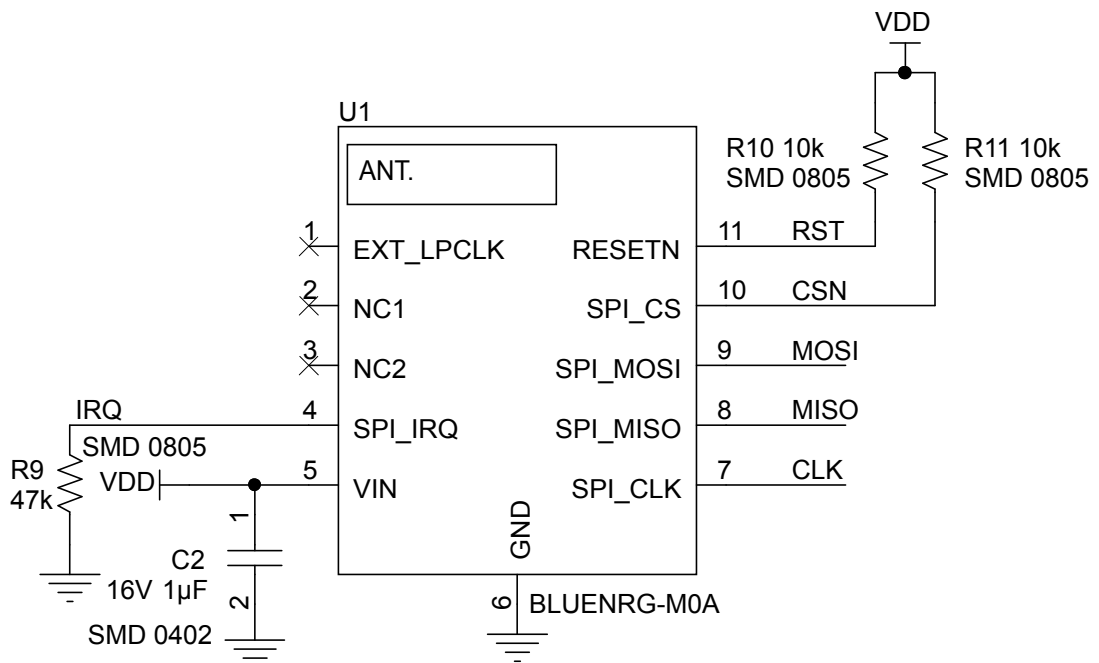 VDD
U1
R10 10k
SMD 0805
R11 10k
SMD 0805
ANT.
1
EXT_LPCLK
RESETN
11
RST
2
NC1
SPI_CS
10
CSN
3
NC2
SPI_MOSI
9
MOSI
IRQ
4
SPI_IRQ
SPI_MISO
8
MISO
SMD 0805
R9
47k
VDD
5
VIN
SPI_CLK
7
CLK
1
GND
C2
16V 1µF
2
SMD 0402
6
BLUENRG-M0A